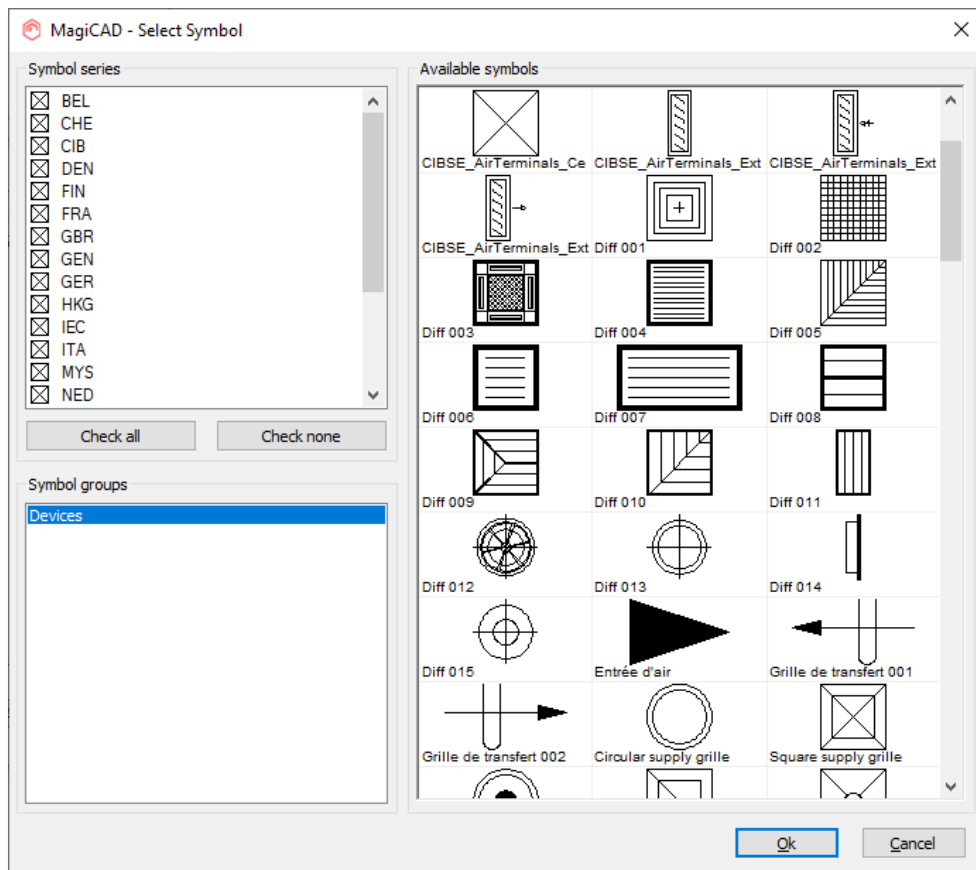 MagiCAD - Select Symbol
Symbol series
BEL
CHE
CIB
DEN
FIN
FRA
GBR
GEN
GER
HKG
IEC
ITA
MYS
NED
Check all
Check none
Symbol groups
Devices
Available symbols
CIBSE_AirTerminals_Ce
CIBSE_AirTerminals_Ext
CIBSE_AirTerminals_Ext
CIBSE_AirTerminals_Ext
Diff 001
Diff 002
Diff 003
Diff 004
Diff 005
Diff 006
Diff 007
Diff 008
Diff 009
Diff 010
Diff 011
Diff 012
Diff 013
Diff 014
Diff 015
Entrée d'air
Grille de transfert 001
Grille de transfert 002
Circular supply grille
Square supply grille
Ok
Cancel